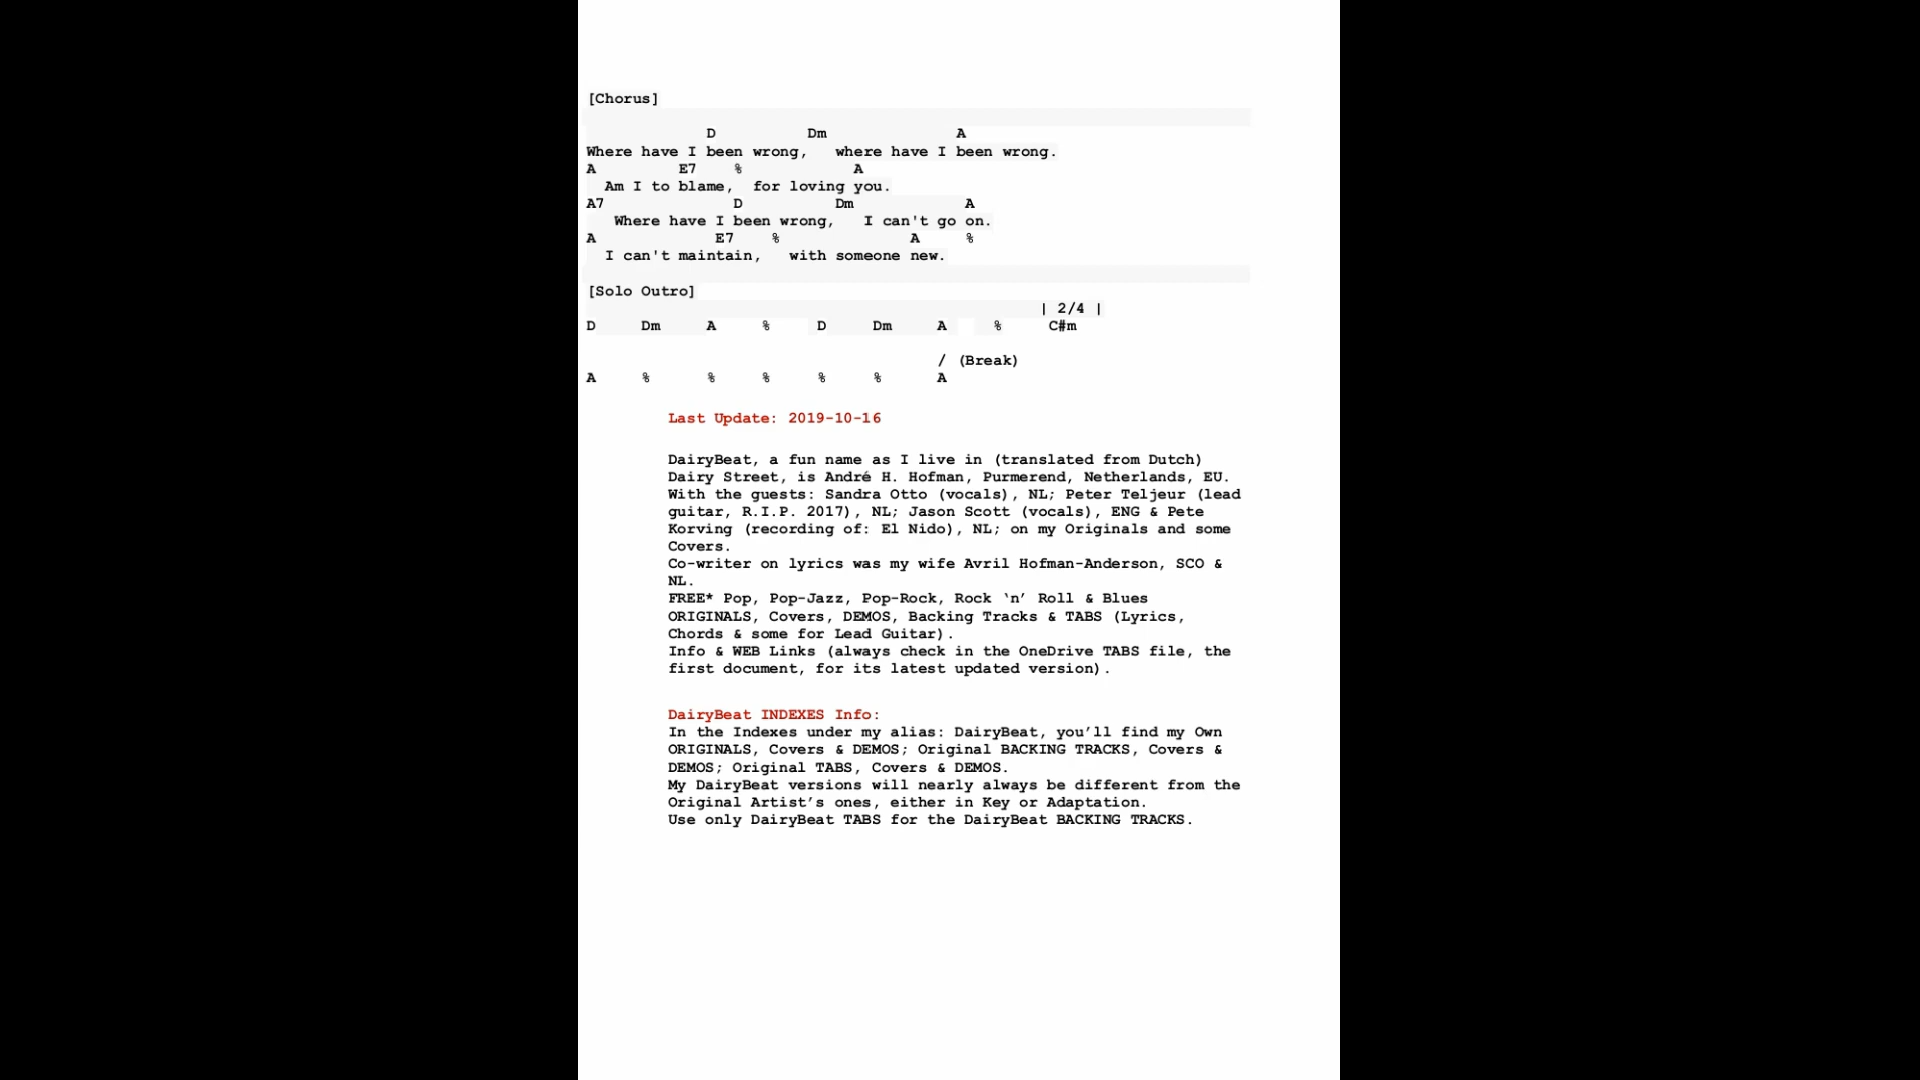 [Chorus]
D Dm A
Where have I been wrong, where have I been wrong.
A E7 % A
Am I to blame, for loving you.
A7 D Dm A
Where have I been wrong, I can't go on.
A E7 % A %
I can't maintain, with someone new.
[Solo Outro]
| 2/4 |
D Dm A % D Dm A % C#m
/ (Break)
A % % % % % A
Last Update: 2019-10-16
DairyBeat, a fun name as I live in (translated from Dutch)
Dairy Street, is André H. Hofman, Purmerend, Netherlands, EU.
With the guests: Sandra Otto (vocals), NL; Peter Teljeur (lead
guitar, R.I.P. 2017), NL; Jason Scott (vocals), ENG & Pete
Korving (recording of: El Nido), NL; on my Originals and some
Covers.
Co-writer on lyrics was my wife Avril Hofman-Anderson, SCO &
NL.
FREE* Pop, Pop-Jazz, Pop-Rock, Rock ‘n’ Roll & Blues
ORIGINALS, Covers, DEMOS, Backing Tracks & TABS (Lyrics,
Chords & some for Lead Guitar).
Info & WEB Links (always check in the OneDrive TABS file, the
first document, for its latest updated version).
DairyBeat INDEXES Info:
In the Indexes under my alias: DairyBeat, you’ll find my Own
ORIGINALS, Covers & DEMOS; Original BACKING TRACKS, Covers &
DEMOS; Original TABS, Covers & DEMOS.
My DairyBeat versions will nearly always be different from the
Original Artist’s ones, either in Key or Adaptation.
Use only DairyBeat TABS for the DairyBeat BACKING TRACKS.